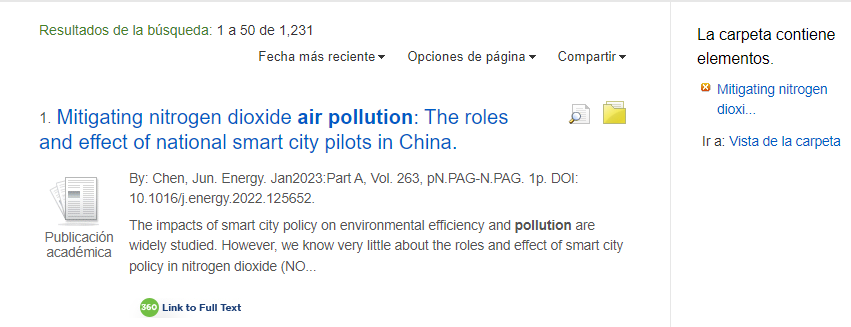 Resultados de la búsqueda: 1 a 50 de 1,231
Fecha más reciente Opciones de página Compartir
1. Mitigating nitrogen dioxide air pollution: The roles
and effect of national smart city pilots in China.
Publicación
académica
By: Chen, Jun. Energy. Jan2023:Part A, Vol. 263, pN.PAG-N.PAG. 1p. DOI:
10.1016/j.energy.2022.125652.
The impacts of smart city policy on environmental efficiency and pollution are
widely studied. However, we know very little about the roles and effect of smart city
policy in nitrogen dioxide (NO...
360 Link to Full Text
La carpeta contiene
elementos.
Mitigating nitrogen
dioxi...
Ir a: Vista de la carpeta